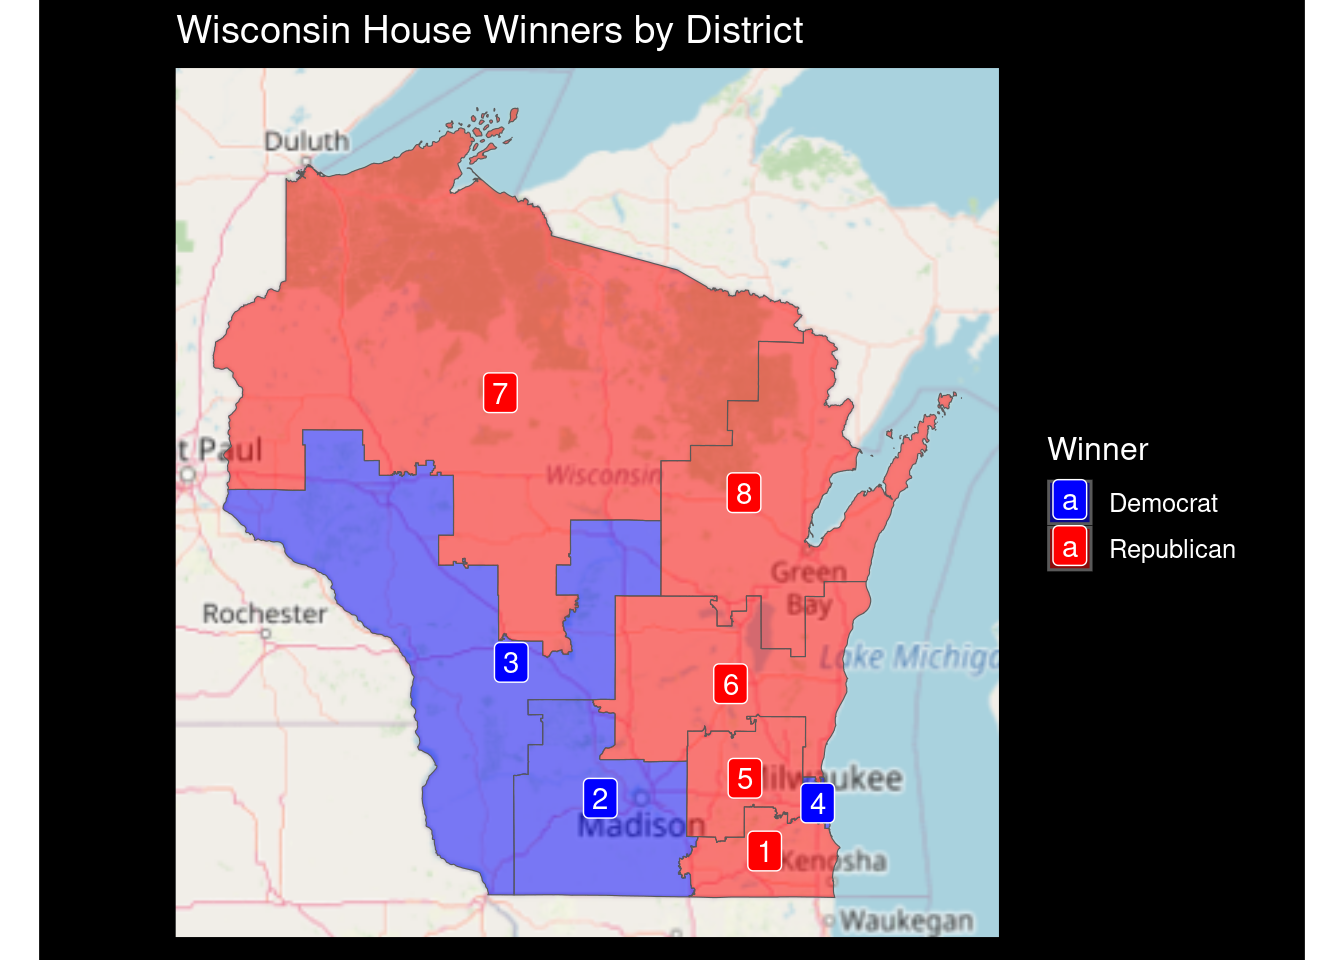 Wisconsin House Winners by District
Duluth
t Paul
7
Wisconsin
8
Winner
a Democrat
a Republican
Green
Bay
Rochester
3
Lake Michiga
6
5
ilwaukee
2
4
Madison
1
Kenosha
Waukegan